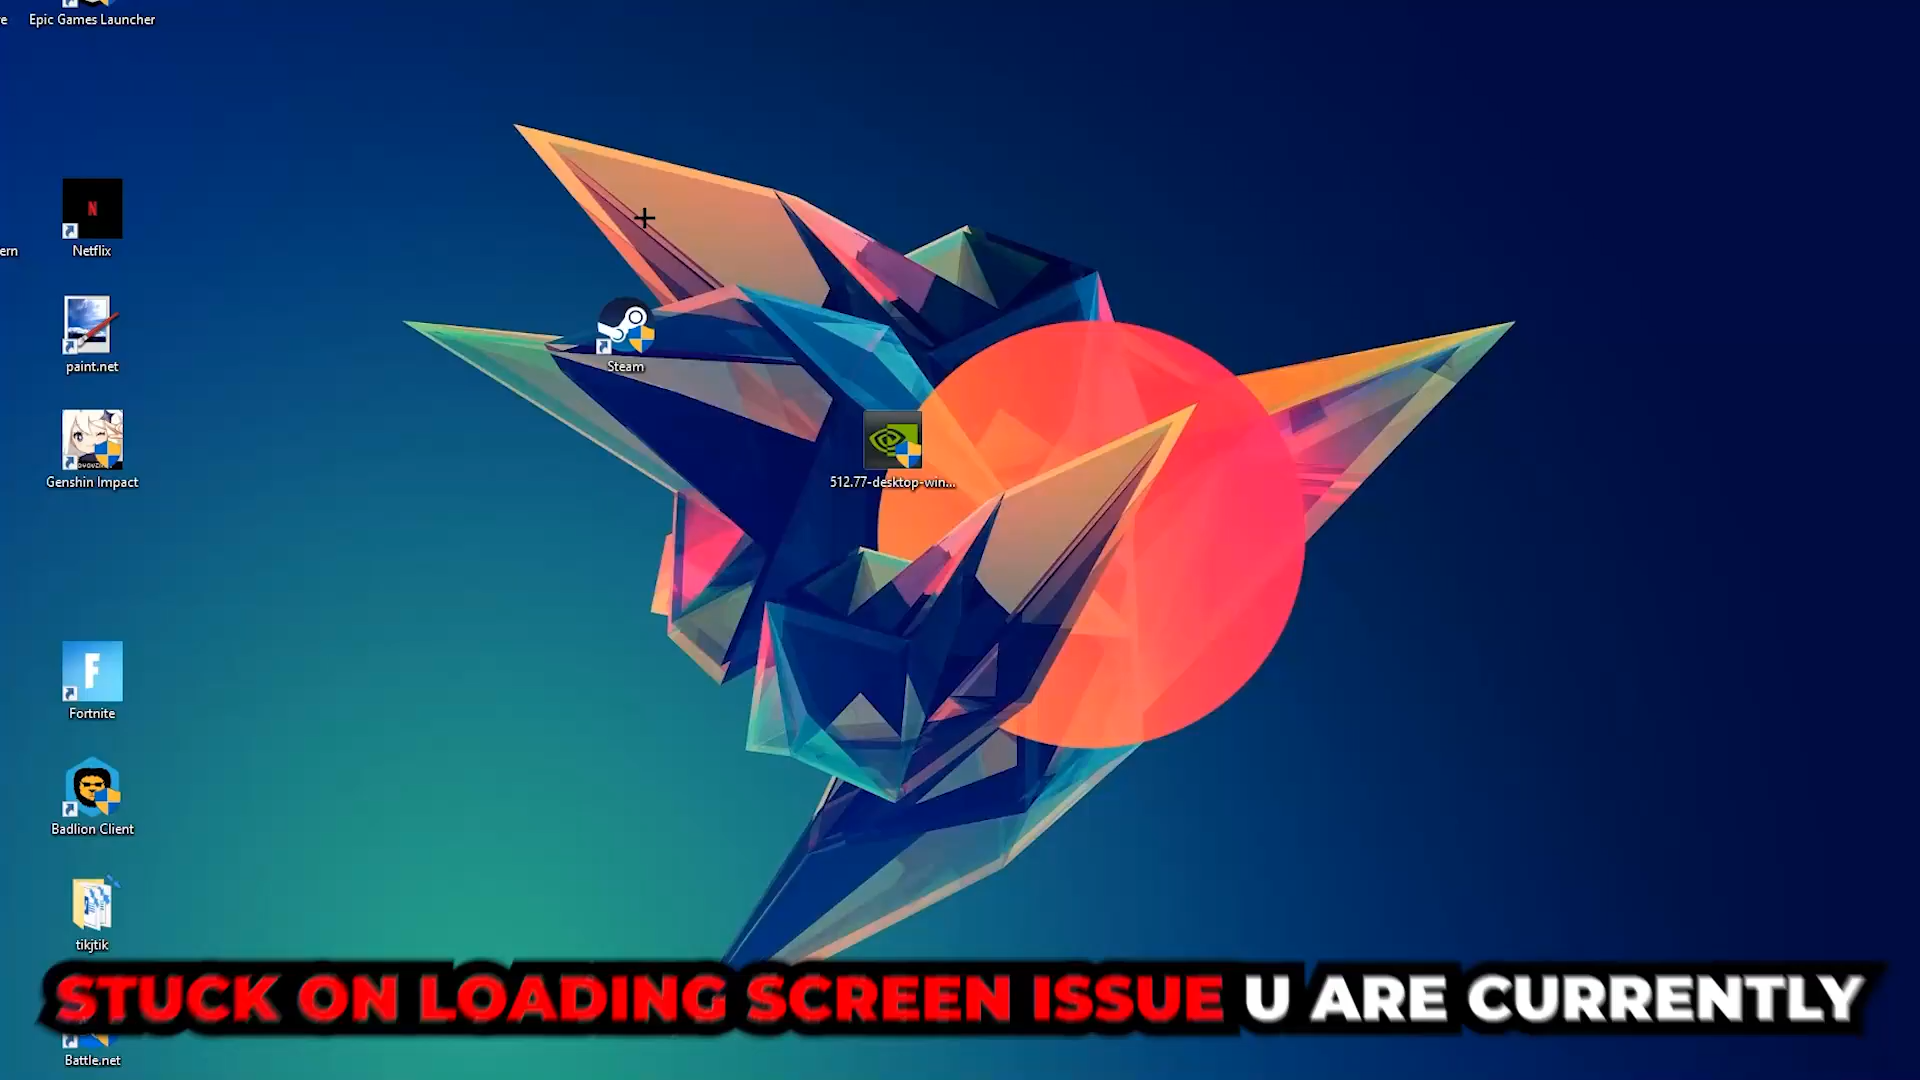 Epic Games Launcher
N
Netflix
ern
paint.net
Steam
Genshin Impact
512.77-desktop-win...
F
Fortnite
Badlion Client
tikjtik
STUCK ON LOADING SCREEN ISSUE U ARE CURRENTLY
Battle.net